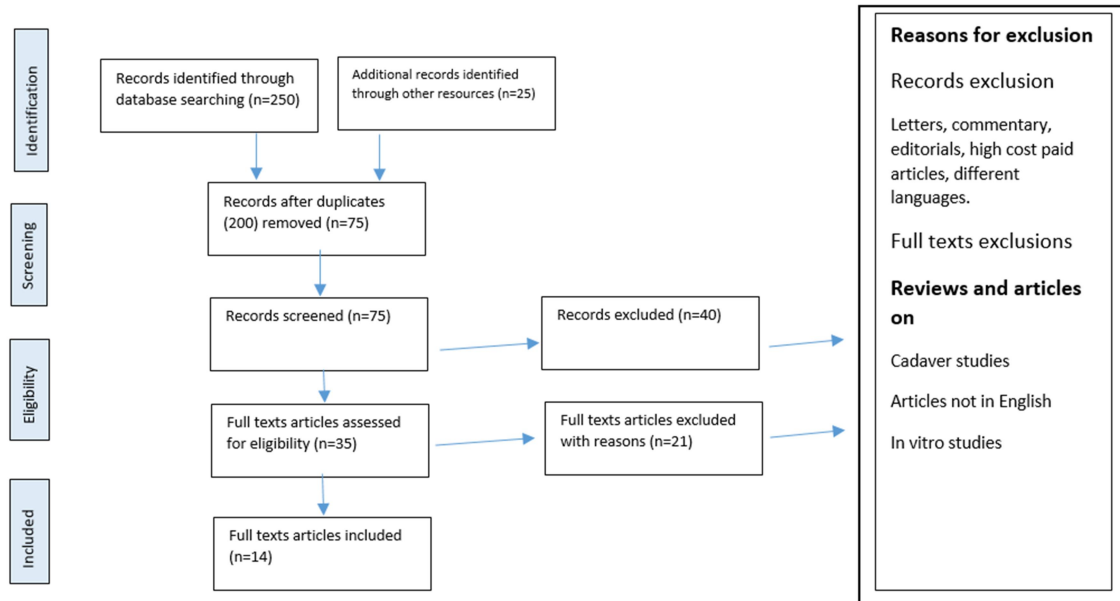 Identification
Records identified through
database searching (n=250)
Additional records identified
through other resources (n=25)
Records after duplicates
(200) removed (n=75)
Screening
Records screened (n=75)
Records excluded (n=40)
Eligibility
Full texts articles assessed
for eligibility (n=35)
Full texts articles excluded
with reasons (n=21)
Included
Full texts articles included
(n=14)
Reasons for exclusion
Records exclusion
Letters, commentary,
editorials, high cost paid
articles, different
languages.
Full texts exclusions
Reviews and articles
on
Cadaver studies
Articles not in English
In vitro studies